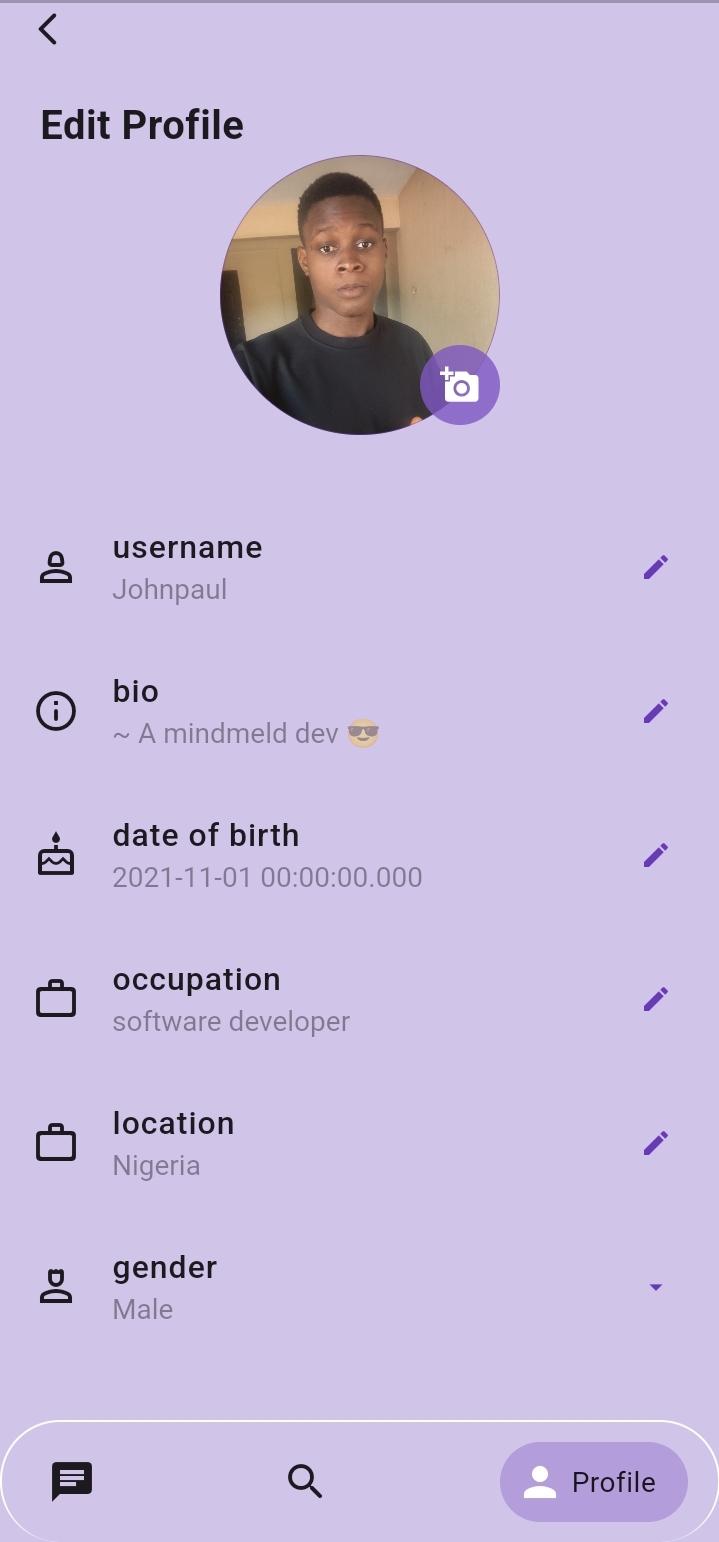 Edit Profile
username
Johnpaul
bio
~ A mindmeld dev 😎
date of birth
2021-11-01 00:00:00.000
occupation
software developer
location
Nigeria
gender
Male
Profile